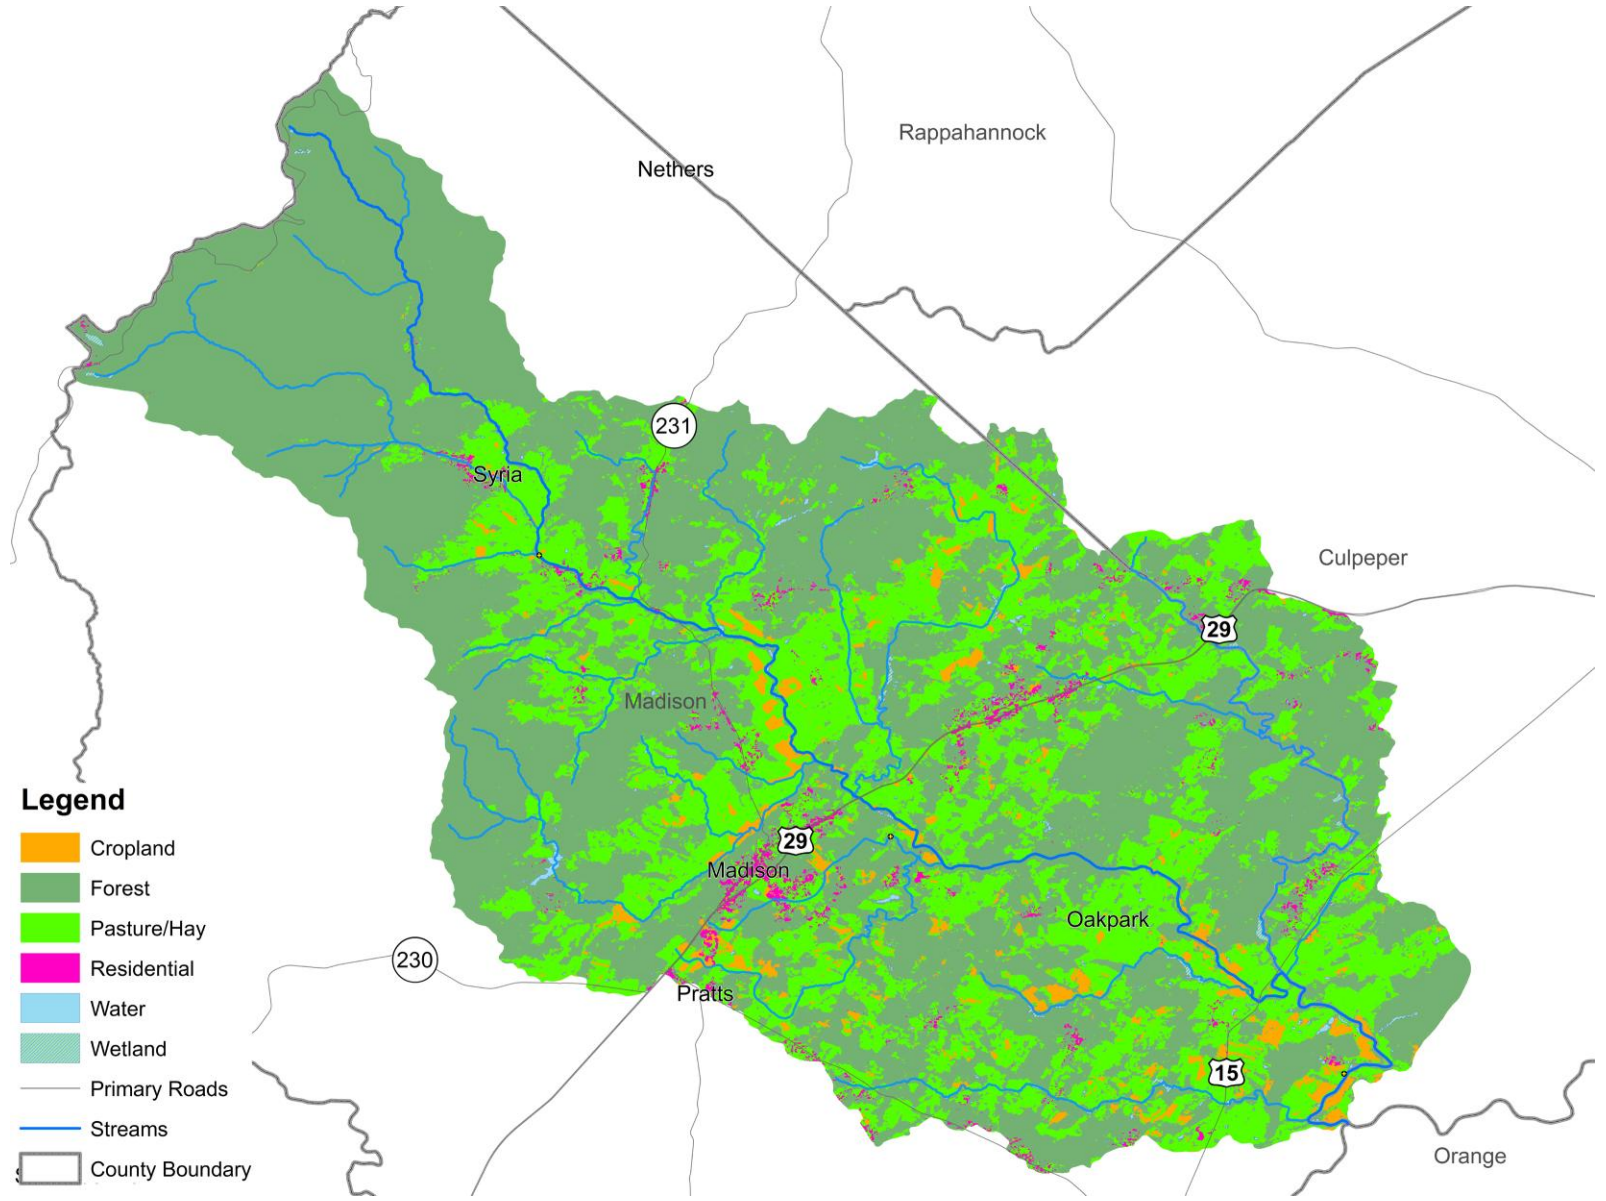 Rappahannock
Nethers
231
Syria
Culpeper
29
Madison
29
Madison
Oakpark
230
Pratts
15
Orange
Legend
Cropland
Forest
Pasture/Hay
Residential
Water
Wetland
Primary Roads
Streams
County Boundary